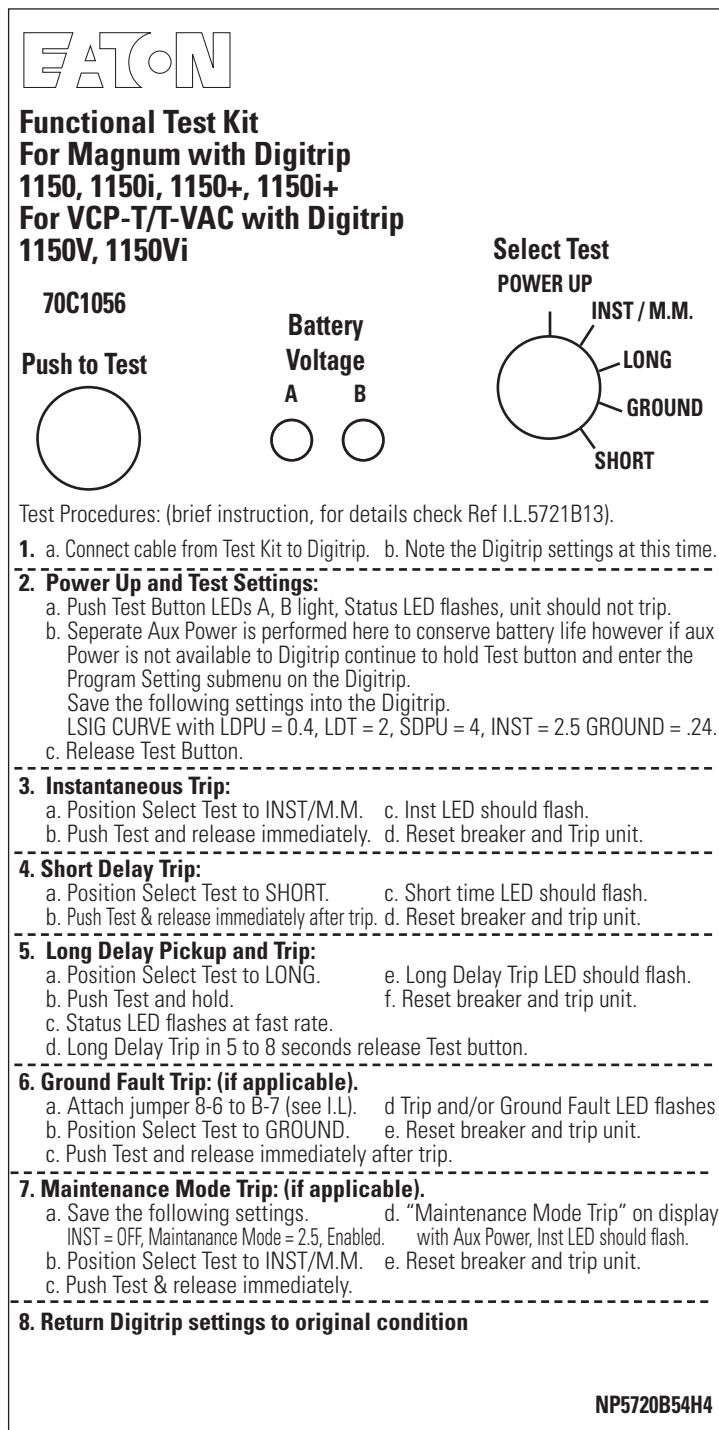 EATON
Functional Test Kit
For Magnum with Digitrip
1150, 1150i, 1150+, 1150i+
For VCP-T/T-VAC with Digitrip
1150V, 1150Vi
70C1056
Push to Test
Battery
Voltage
A B
Select Test
POWER UP
INST / M.M.
LONG
GROUND
SHORT
Test Procedures: (brief instruction, for details check Ref I.L.5721B13).
1. a. Connect cable from Test Kit to Digitrip. b. Note the Digitrip settings at this time.
2. Power Up and Test Settings:
a. Push Test Button LEDs A, B light, Status LED flashes, unit should not trip.
b. Seperate Aux Power is performed here to conserve battery life however if aux
Power is not available to Digitrip continue to hold Test button and enter the
Program Setting submenu on the Digitrip.
Save the following settings into the Digitrip.
LSIG CURVE with LDPU = 0.4, LDT = 2, SDPU = 4, INST = 2.5 GROUND = .24.
c. Release Test Button.
3. Instantaneous Trip:
a. Position Select Test to INST/M.M. c. Inst LED should flash.
b. Push Test and release immediately. d. Reset breaker and Trip unit.
4. Short Delay Trip:
a. Position Select Test to SHORT. c. Short time LED should flash.
b. Push Test & release immediately after trip. d. Reset breaker and trip unit.
5. Long Delay Pickup and Trip:
a. Position Select Test to LONG. e. Long Delay Trip LED should flash.
b. Push Test and hold. f. Reset breaker and trip unit.
c. Status LED flashes at fast rate.
d. Long Delay Trip in 5 to 8 seconds release Test button.
6. Ground Fault Trip: (if applicable).
a. Attach jumper 8-6 to B-7 (see I.L). d Trip and/or Ground Fault LED flashes
b. Position Select Test to GROUND. e. Reset breaker and trip unit.
c. Push Test and release immediately after trip.
7. Maintenance Mode Trip: (if applicable).
a. Save the following settings. d. “Maintenance Mode Trip” on display
INST = OFF, Maintanance Mode = 2.5, Enabled. with Aux Power, Inst LED should flash.
b. Position Select Test to INST/M.M. e. Reset breaker and trip unit.
c. Push Test & release immediately.
8. Return Digitrip settings to original condition
NP5720B54H4